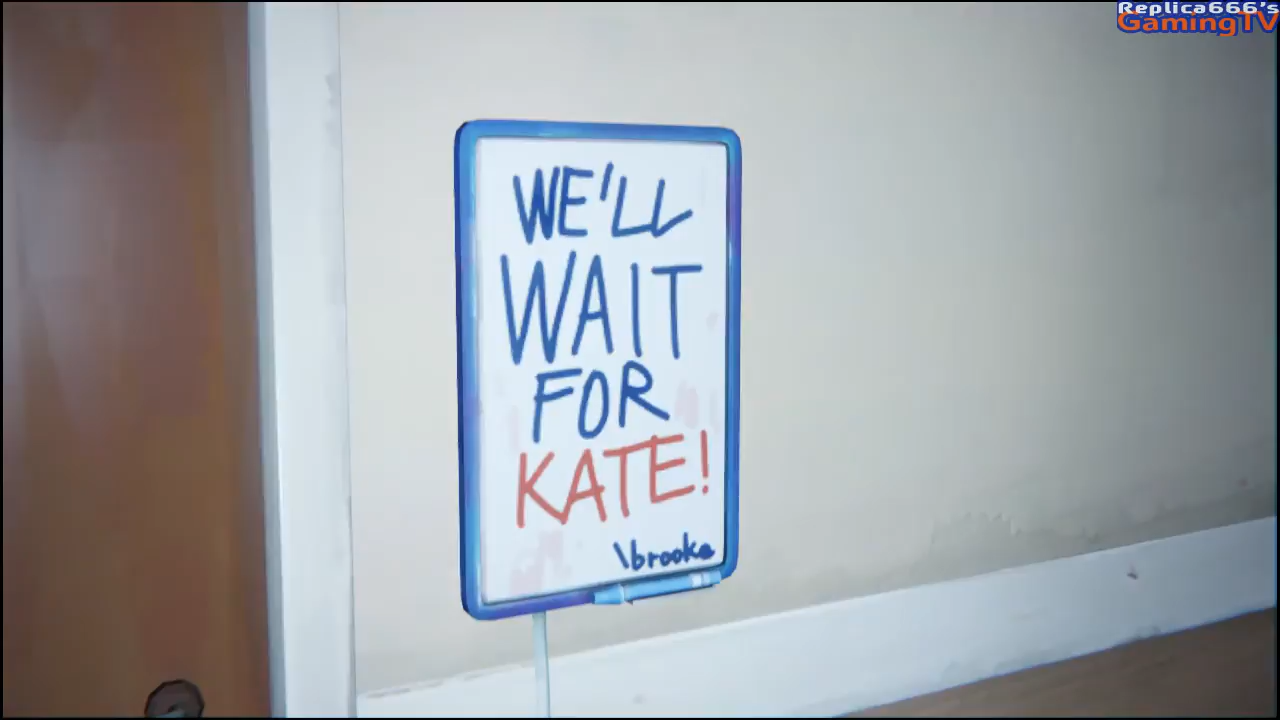 Replica666's
GamingTV
WE'LL
WAIT
FOR
KATE!
\brooke